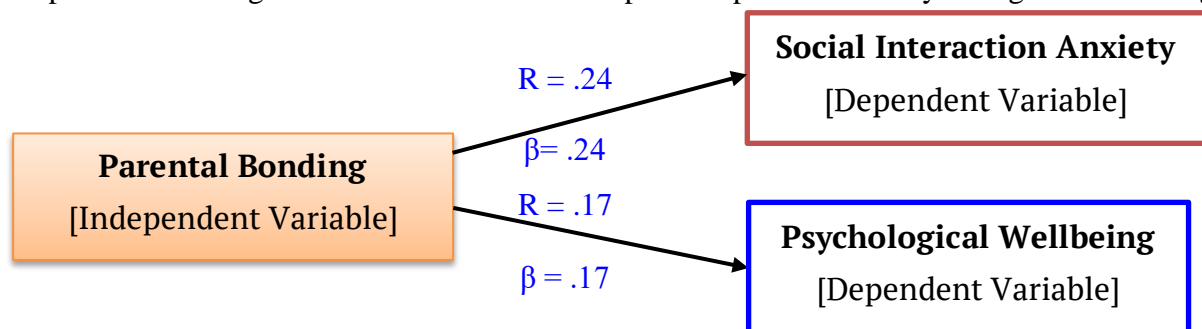 Social Interaction Anxiety
[Dependent Variable]
R = .24
β= .24
Parental Bonding
[Independent Variable]
R = .17
β = .17
Psychological Wellbeing
[Dependent Variable]